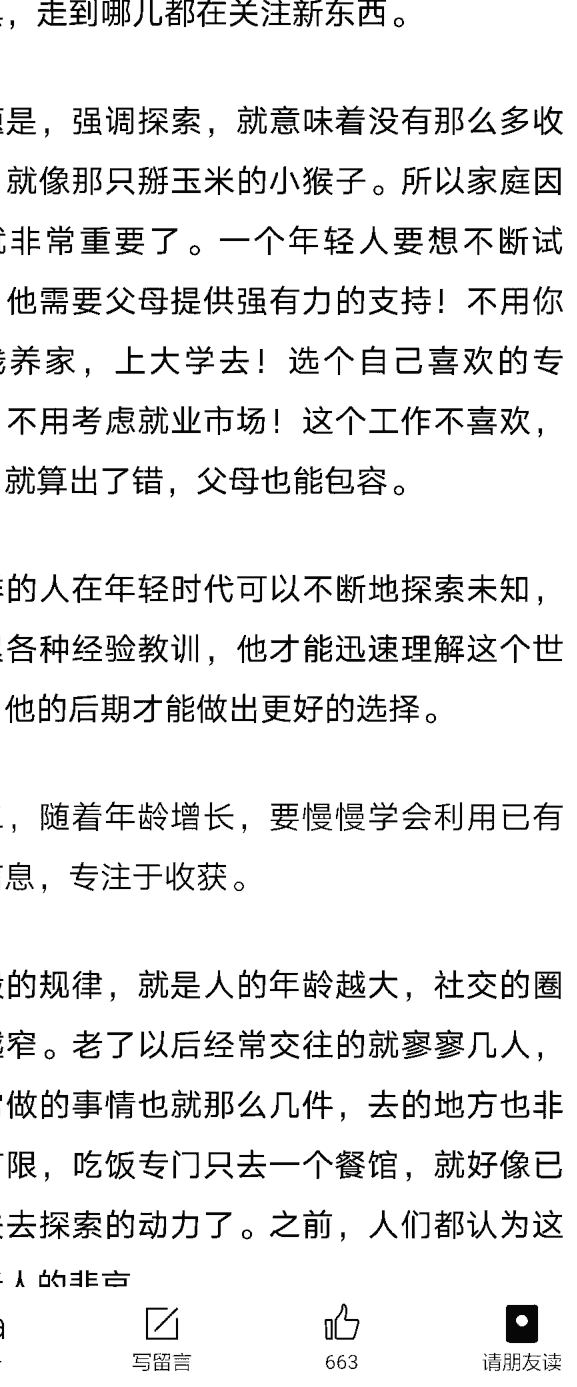 ，走到哪儿都在关注新东西。
是，强调探索，就意味着没有那么多收
就像那只掰玉米的小猴子。所以家庭因
非常重要了。一个年轻人要想不断试
他需要父母提供强有力的支持！不用你
养家，上大学去！选个自己喜欢的专
不用考虑就业市场！这个工作不喜欢，
就算出了错，父母也能包容。
的人在年轻时代可以不断地探索未知，
各种经验教训，他才能迅速理解这个世
他的后期才能做出更好的选择。
，随着年龄增长，要慢慢学会利用已有
息，专注于收获。
的规律，就是人的年龄越大，社交的圈
窄。老了以后经常交往的就寥寥几人，
做的事情也就那么几件，去的地方也非
限，吃饭专门只去一个餐馆，就好像已
去探索的动力了。之前，人们都认为这
人的悲哀
写留言
663
请朋友读